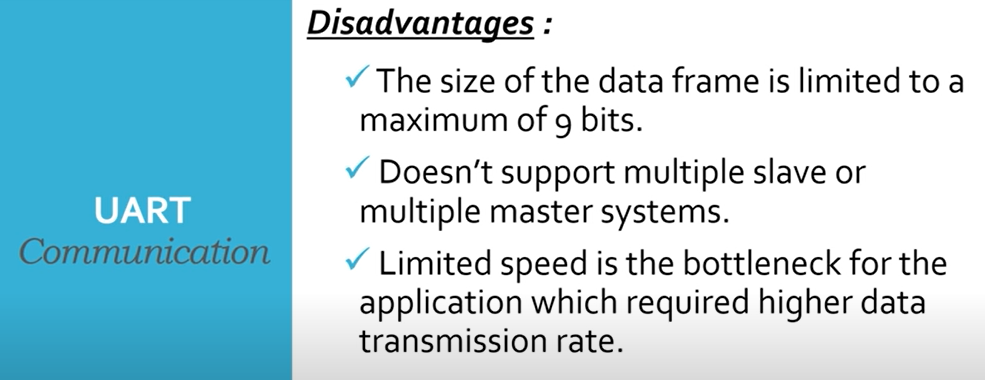 UART
Communication
Disadvantages :
✓ The size of the data frame is limited to a
maximum of 9 bits.
✓ Doesn’t support multiple slave or
multiple master systems.
✓ Limited speed is the bottleneck for the
application which required higher data
transmission rate.